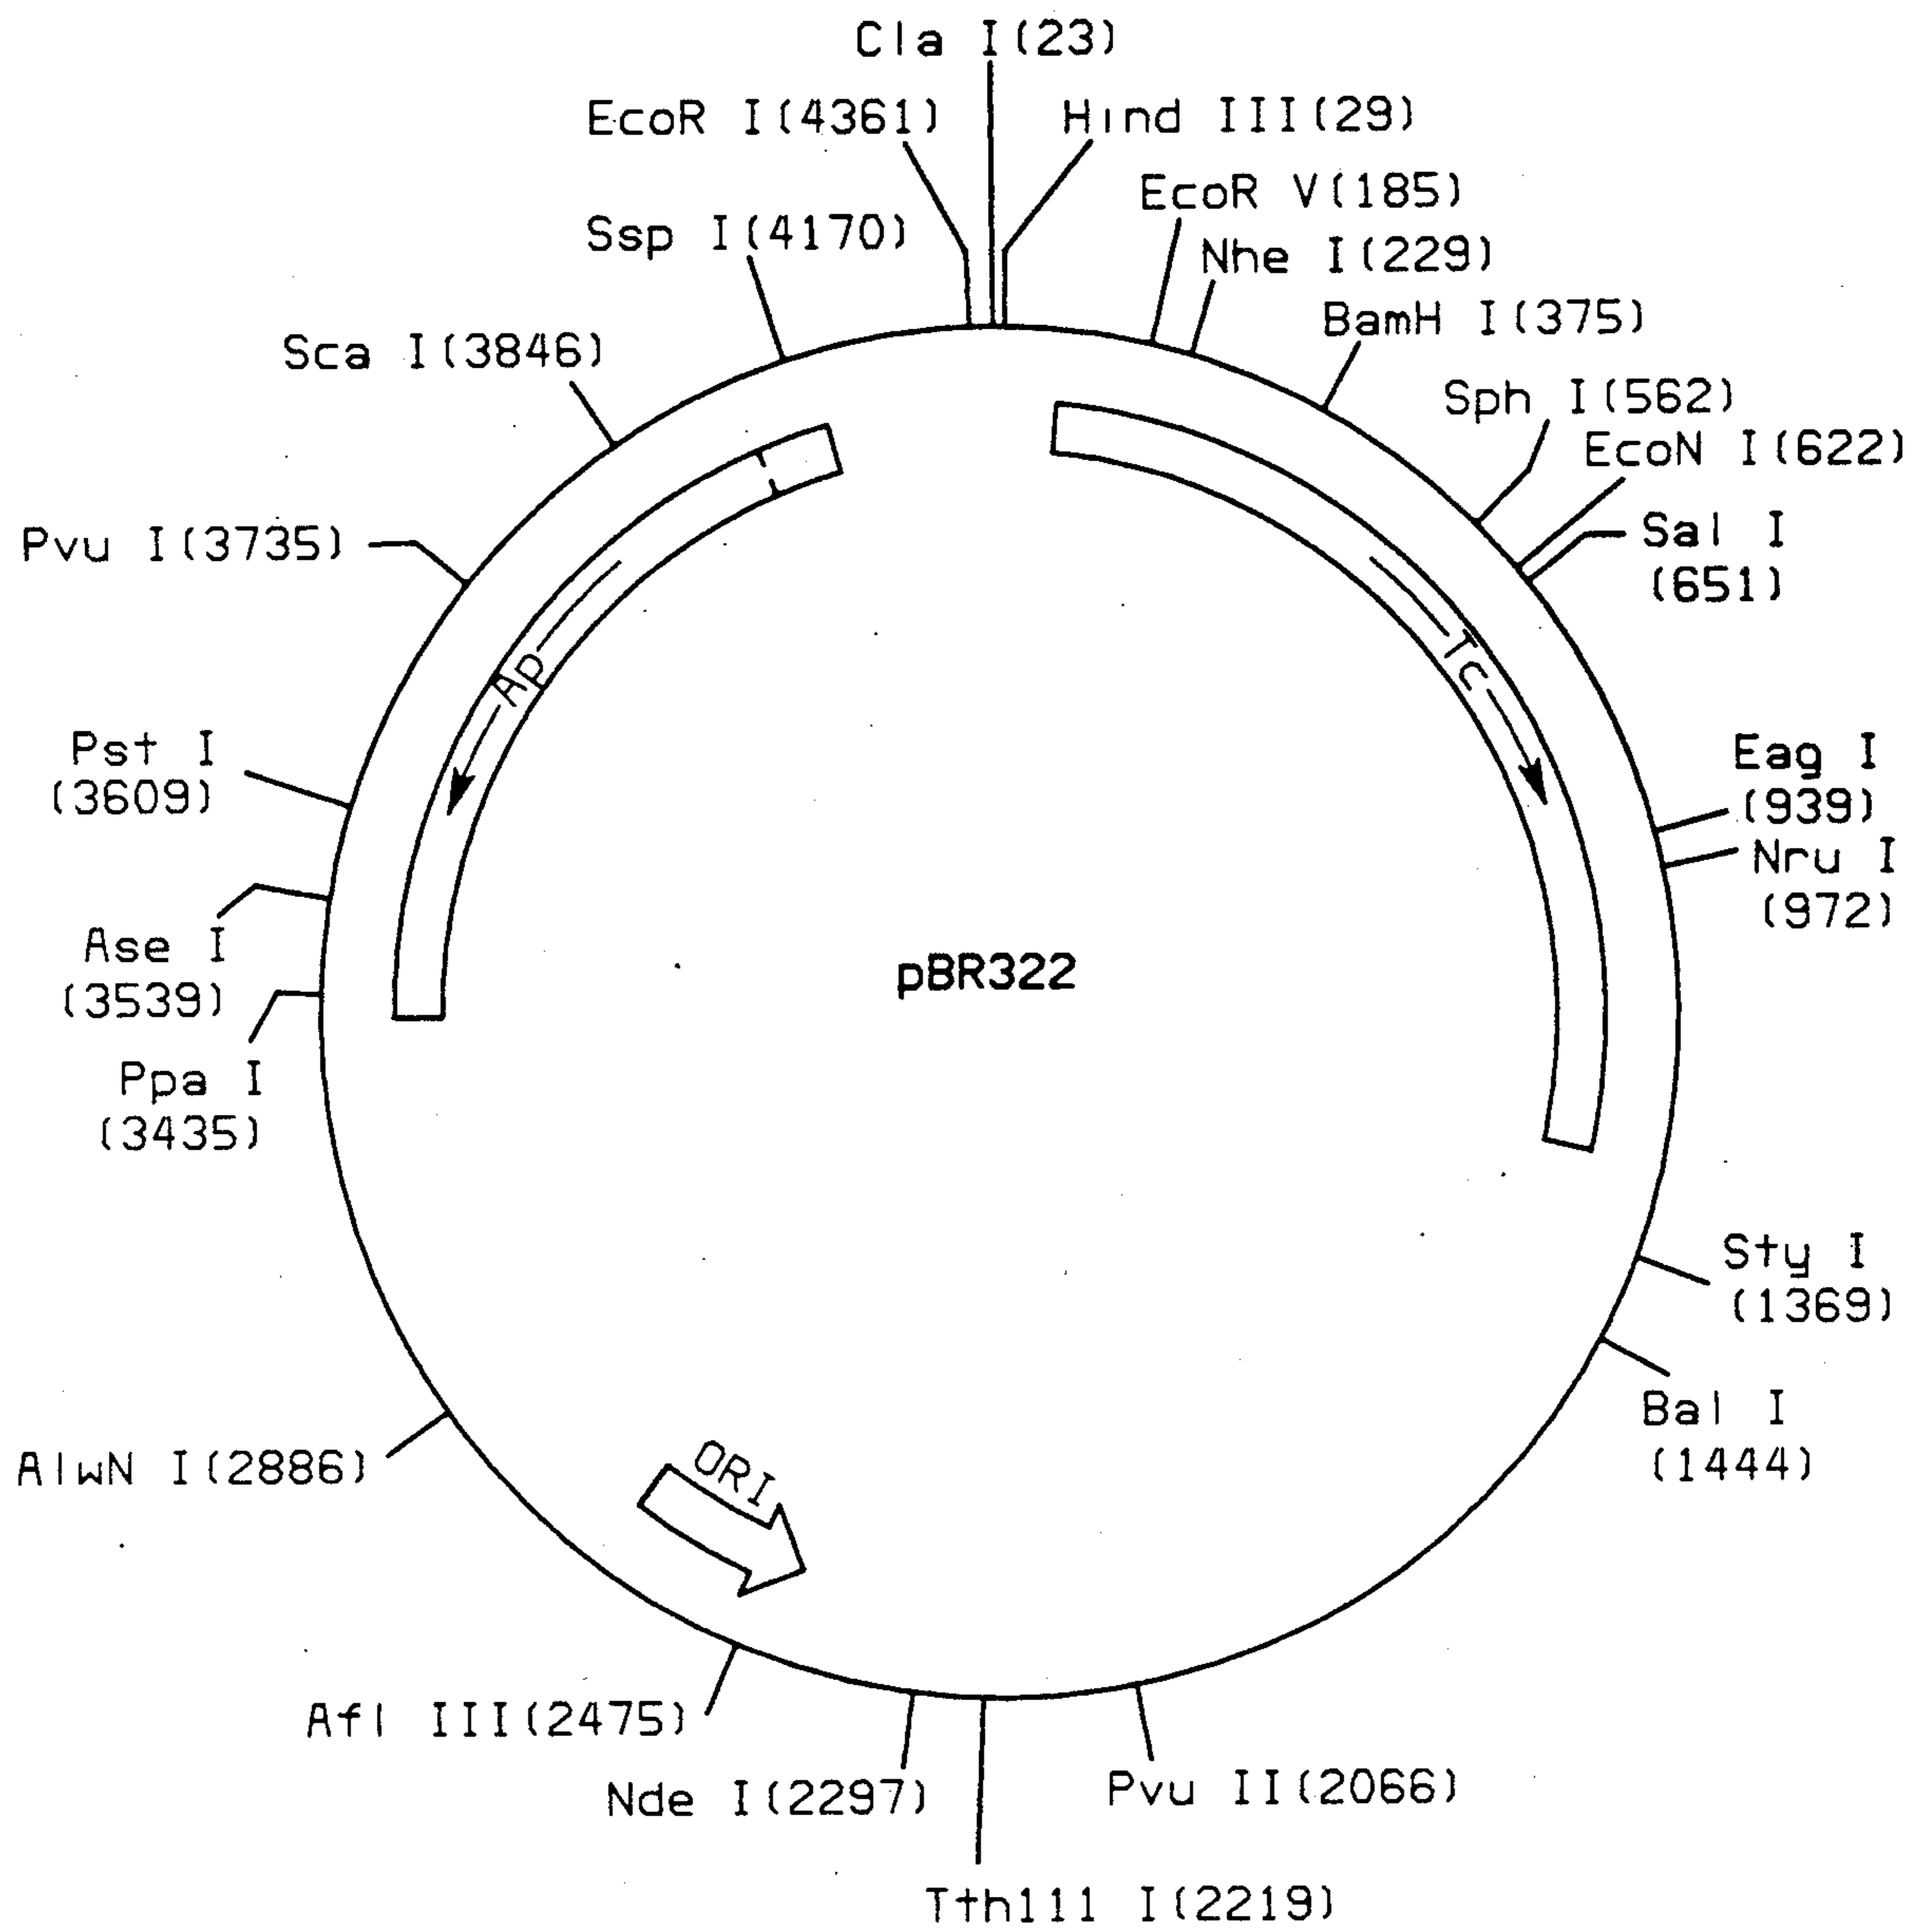 Cla I(23)
EcoR I(4361)
Hind III(29)
EcoR V(185)
Ssp I(4170)
Nhe I(229)
BamH I(375)
Sca I(3846)
Sph I(562)
EcoN I(622)
Sal I
(651)
Pvu I(3735)
AP
TC
Pst I
(3609)
Eag I
(939)
Nru I
(972)
Ase I
(3539)
pBR322
Ppa I
(3435)
Sty I
(1369)
Bal I
(1444)
AlwN I(2886)
ORI
Afl III(2475)
Nde I(2297)
Pvu II(2066)
Tth111 I(2219)